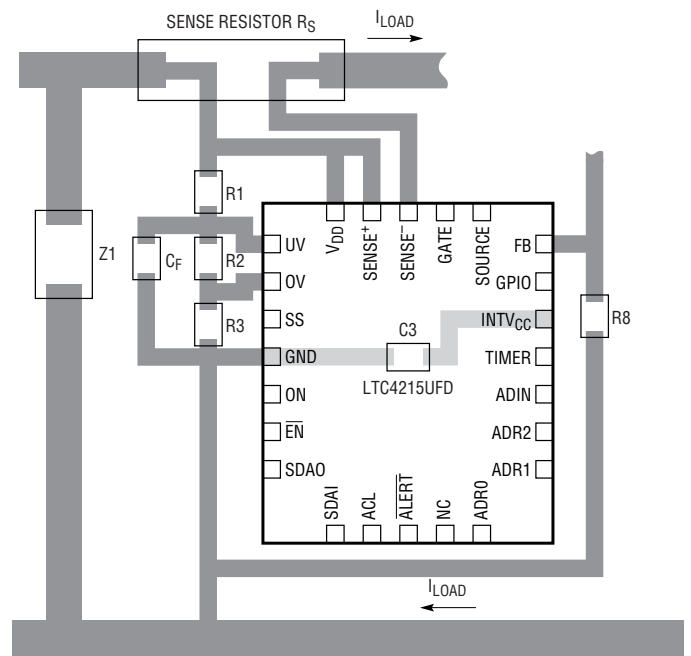 SENSE RESISTOR RS
ILOAD
R1
Z1
CF
R2
R3
R8
UV
OV
SS
GND
ON
EN
SDAO
VDD
SENSE+
SENSE−
GATE
SOURCE
FB
GPIO
INTVCC
TIMER
ADIN
ADR2
ADR1
C3
LTC4215UFD
SDAI
ACL
ALERT
NC
ADR0
ILOAD